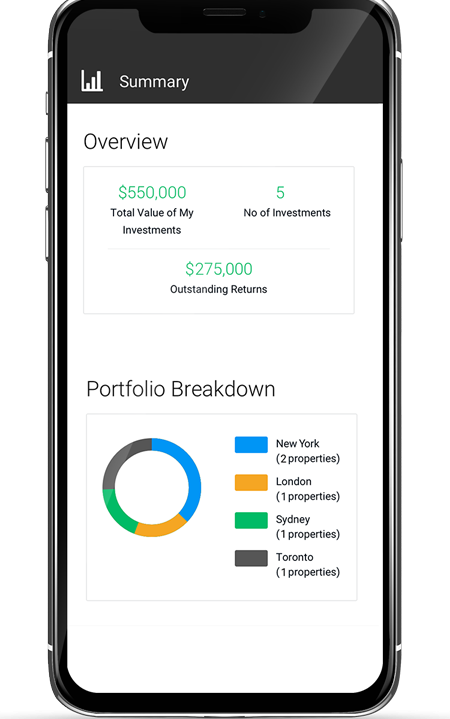 Summary
Overview
$550,000
Total Value of My
Investments
5
No of Investments
$275,000
Outstanding Returns
Portfolio Breakdown
New York
(2 properties)
London
(1 properties)
Sydney
(1 properties)
Toronto
(1 properties)